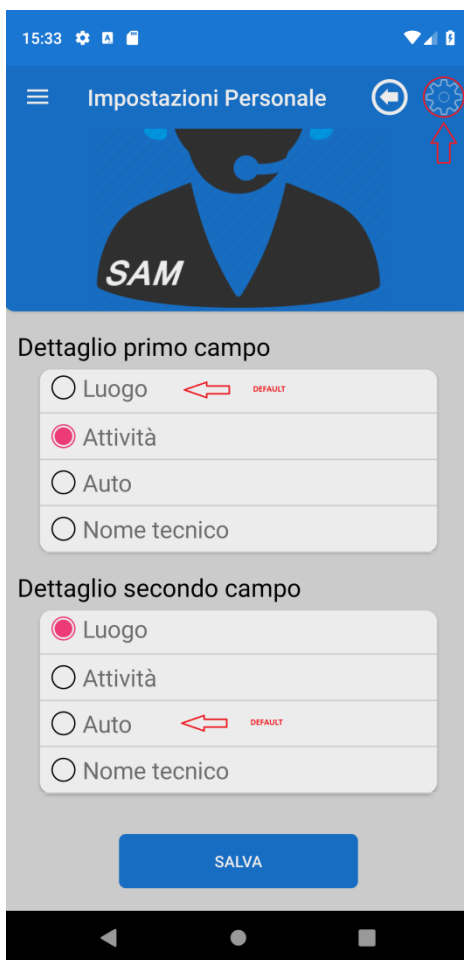 15:33
Impostazioni Personale
SAM
Dettaglio primo campo
Luogo DEFAULT
Attività
Auto
Nome tecnico
Dettaglio secondo campo
Luogo
Attività
Auto DEFAULT
Nome tecnico
SALVA